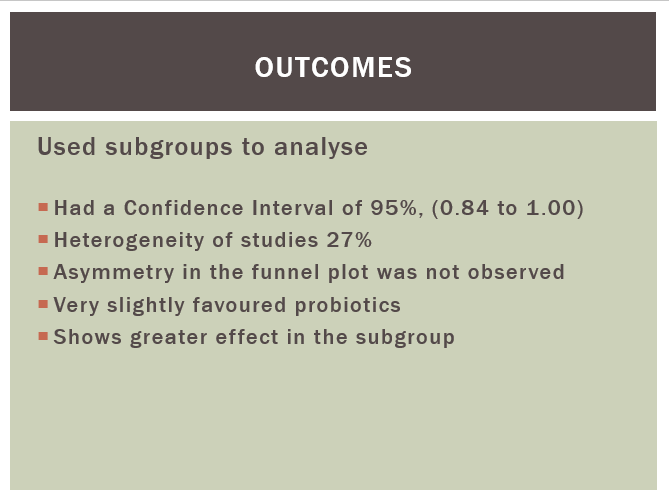 OUTCOMES
Used subgroups to analyse
Had a Confidence Interval of 95%, (0.84 to 1.00)
Heterogeneity of studies 27%
Asymmetry in the funnel plot was not observed
Very slightly favoured probiotics
Shows greater effect in the subgroup